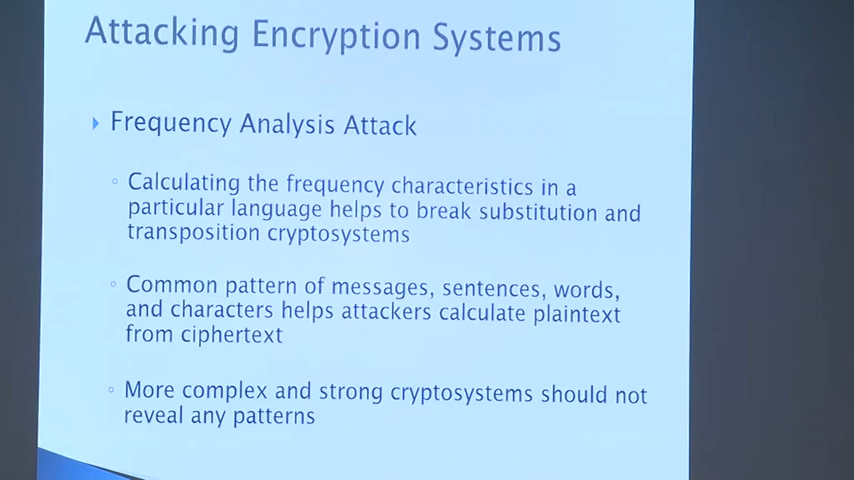 Attacking Encryption Systems
Frequency Analysis Attack
Calculating the frequency characteristics in a
particular language helps to break substitution and
transposition cryptosystems
Common pattern of messages, sentences, words,
and characters helps attackers calculate plaintext
from ciphertext
More complex and strong cryptosystems should not
reveal any patterns